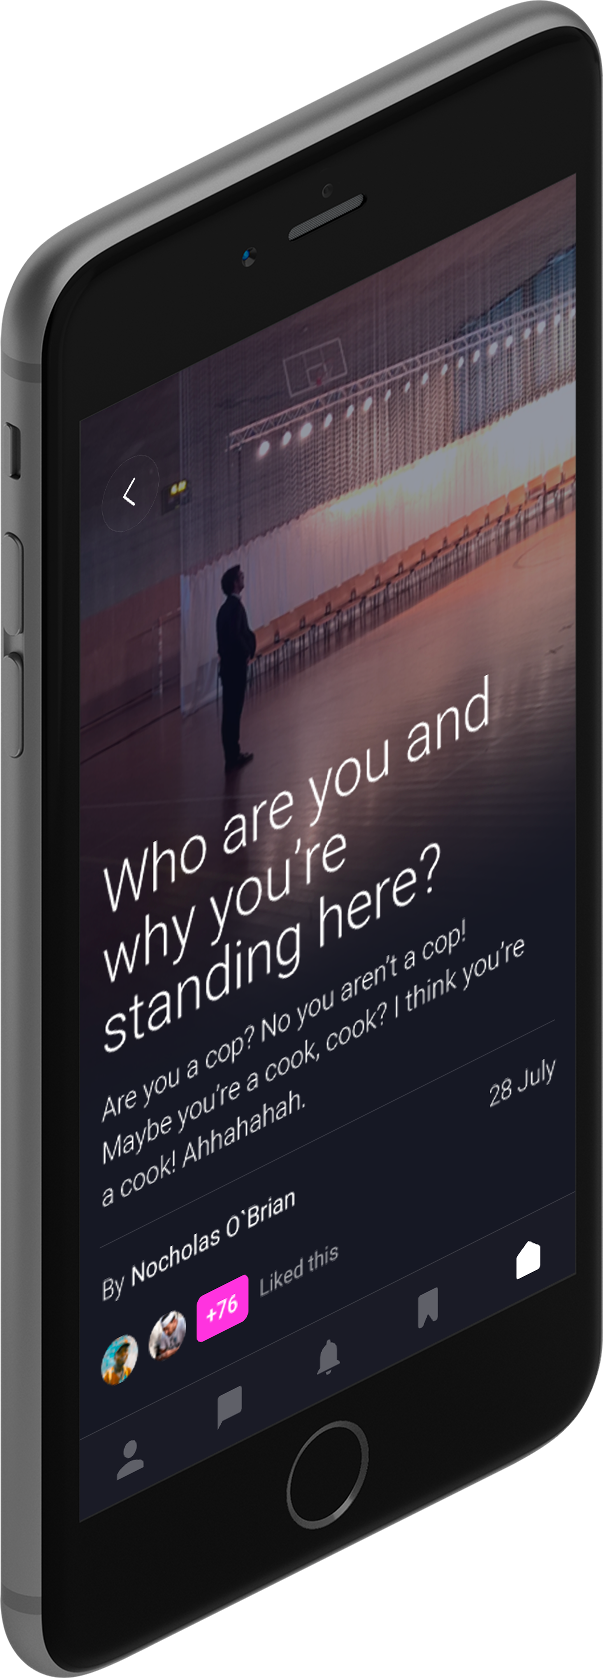 Who are you and
why you're
standing here?
Are you a cop? No you aren't a cop!
Maybe you're a cook, cook? I think you're
a cook! Ahhahahah.
28 July
By Nocholas O`Brian
+76 Liked this